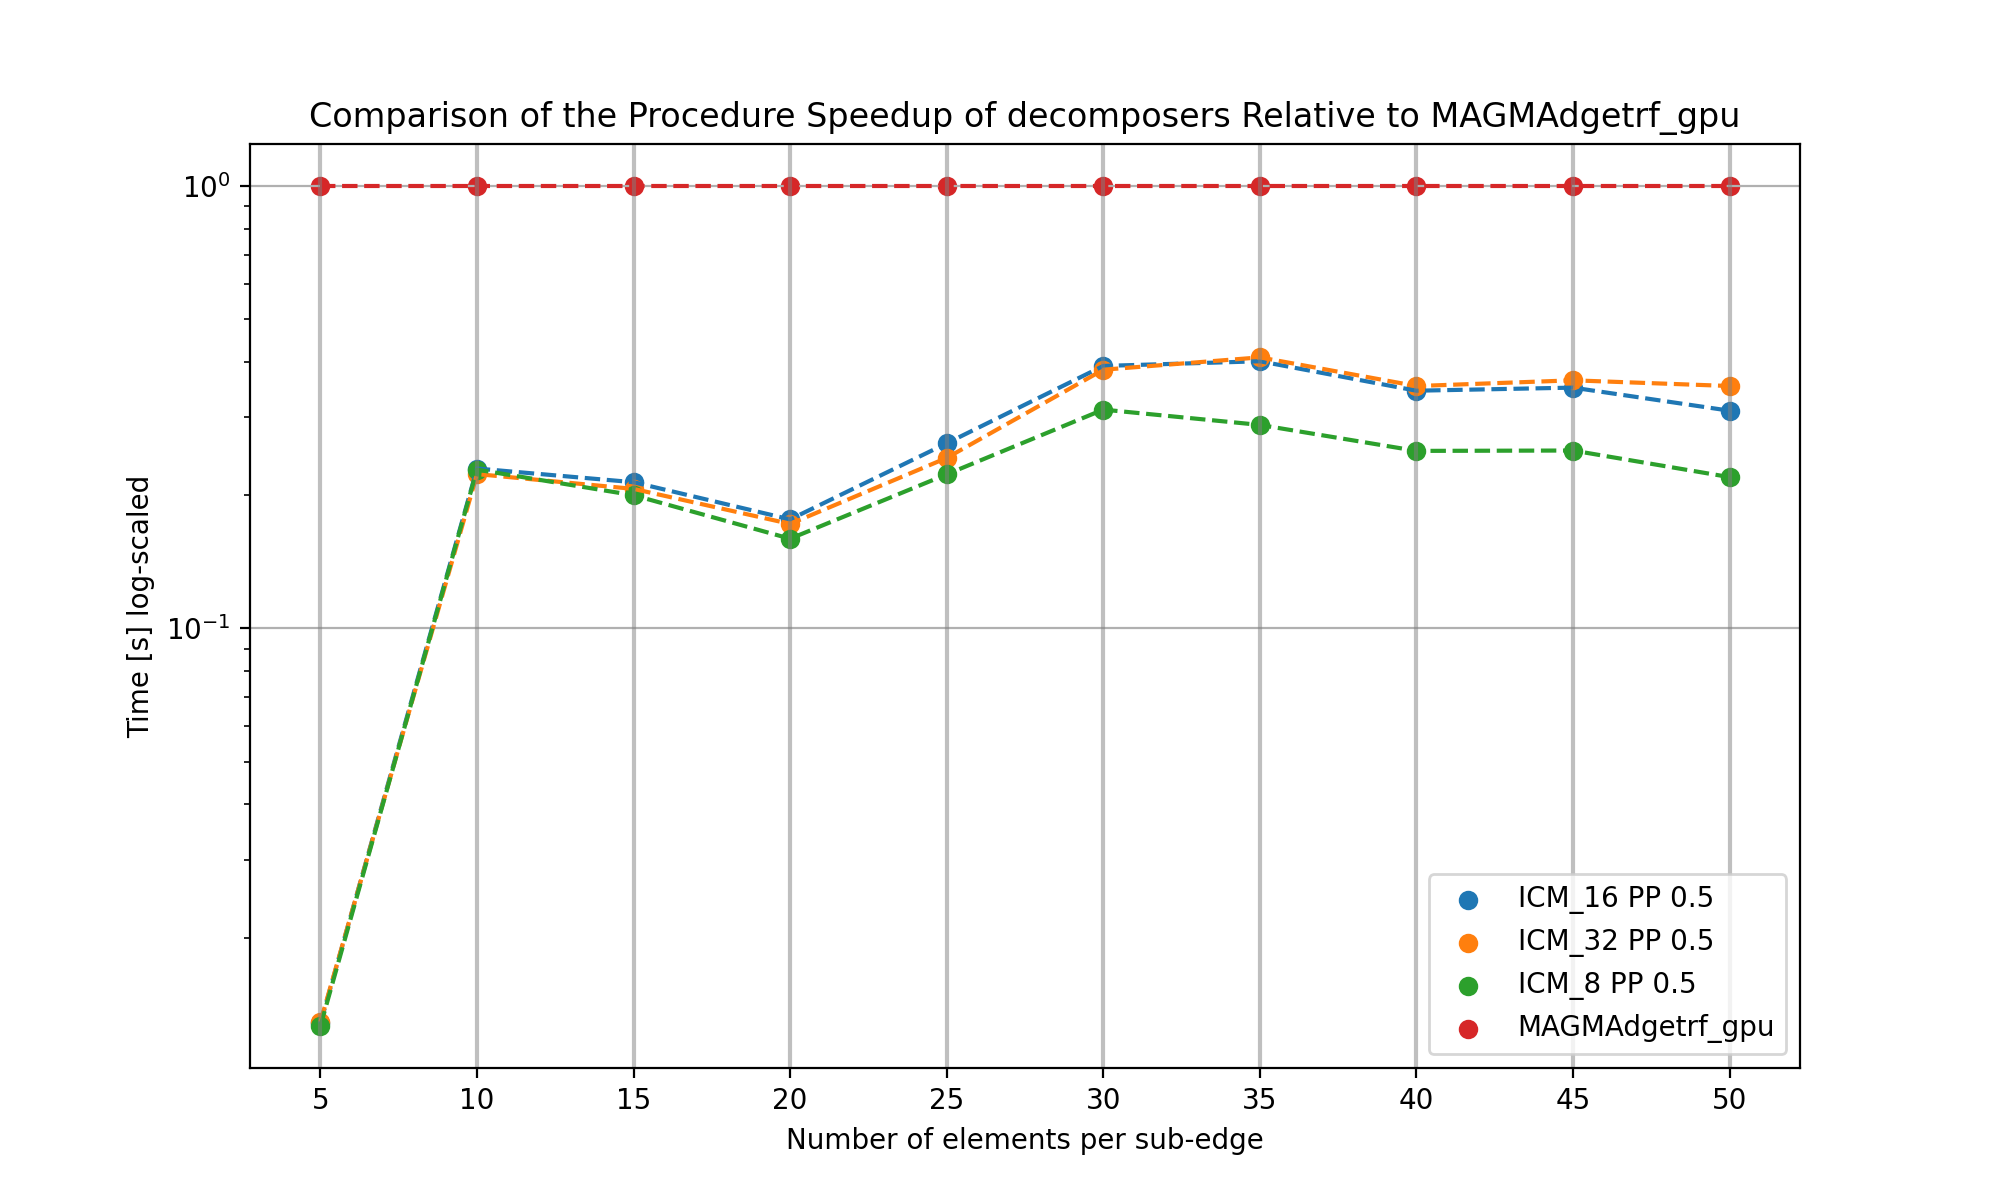 Comparison of the Procedure Speedup of decomposers Relative to MAGMAdgetrf_gpu
Time [s] log-scaled
10⁰
10⁻¹
5 10 15 20 25 30 35 40 45 50
Number of elements per sub-edge
ICM_16 PP 0.5
ICM_32 PP 0.5
ICM_8 PP 0.5
MAGMAdgetrf_gpu